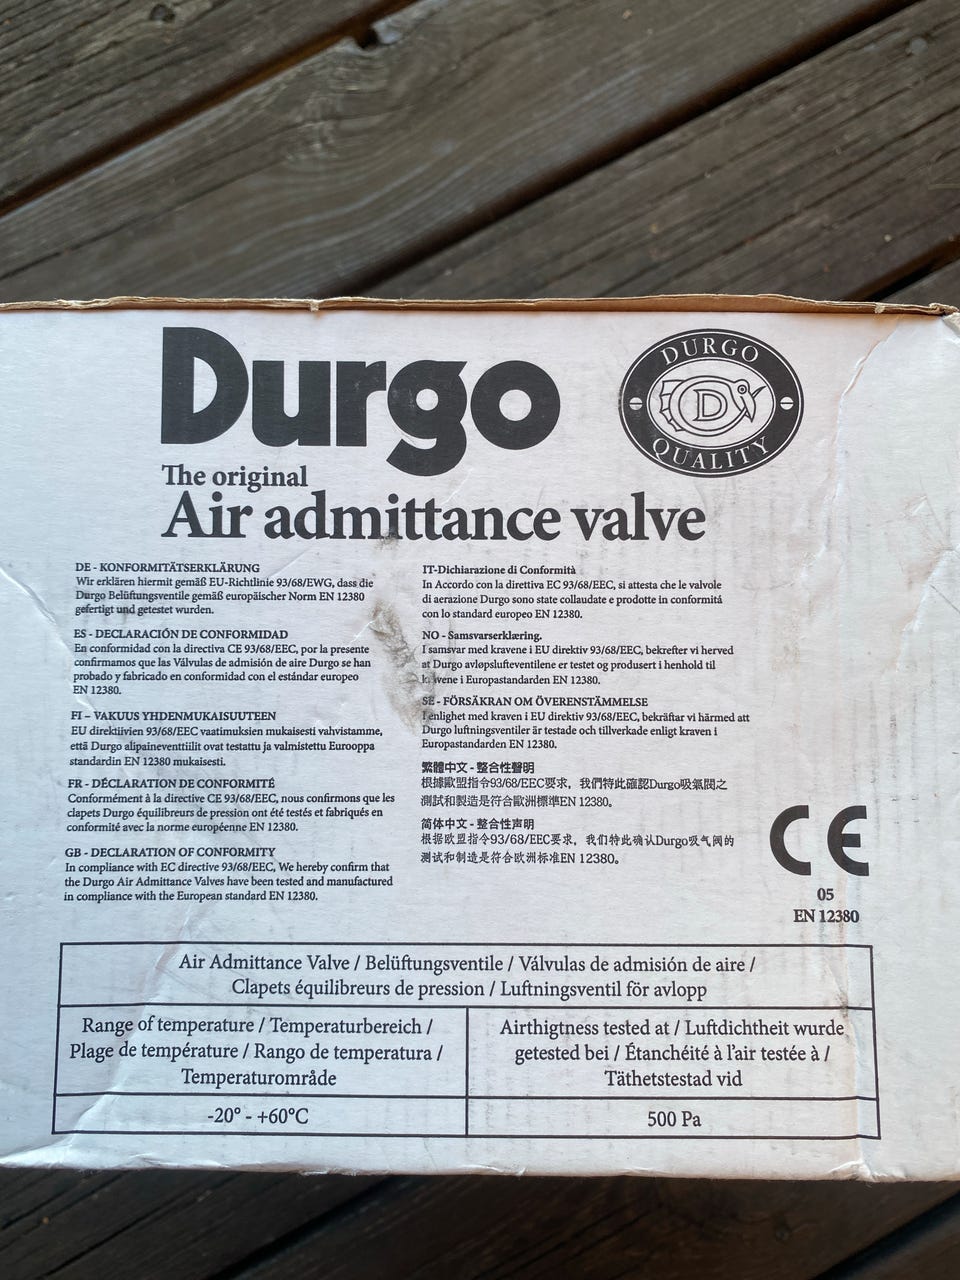 Durgo
DURGO
D
QUALITY
The original
Air admittance valve
DE - KONFORMITÄTSERKLÄRUNG
Wir erklären hiermit gemäß EU-Richtlinie 93/68/EWG, dass die
Durgo Belüftungsventile gemäß europäischer Norm EN 12380
gefertigt und getestet wurden.
ES - DECLARACIÓN DE CONFORMIDAD
En conformidad con la directiva CE 93/68/EEC, por la presente
confirmamos que las Válvulas de admisión de aire Durgo se han
probado y fabricado en conformidad con el estándar europeo
EN 12380.
FI – VAKUUS YHDENMUKAISUUTEEN
EU direktiivien 93/68/EEC vaatimuksien mukaisesti vahvistamme,
että Durgo alipaineventtiilit ovat testattu ja valmistettu Eurooppa
standardin EN 12380 mukaisesti.
FR - DÉCLARATION DE CONFORMITÉ
Conformément à la directive CE 93/68/EEC, nous confirmons que les
clapets Durgo équilibreurs de pression ont été testés et fabriqués en
conformité avec la norme européenne EN 12380.
GB - DECLARATION OF CONFORMITY
In compliance with EC directive 93/68/EEC, We hereby confirm that
the Durgo Air Admittance Valves have been tested and manufactured
in compliance with the European standard EN 12380.
IT-Dichiarazione di Conformità
In Accordo con la direttiva EC 93/68/EEC, si attesta che le valvole
di aerazione Durgo sono state collaudate e prodotte in conformitá
con lo standard europeo EN 12380.
NO - Samsvarserklæring.
I samsvar med kravene i EU direktiv 93/68/EEC, bekrefter vi herved
at Durgo avløpslufteventilene er testet og produsert i henhold til
kravene i Europastandarden EN 12380.
SE - FÖRSÄKRAN OM ÖVERENSTÄMMELSE
I enlighet med kraven i EU direktiv 93/68/EEC, bekräftar vi härmed att
Durgo luftningsventiler är testade och tillverkade enligt kraven i
Europastandarden EN 12380.
繁體中文 - 整合性聲明
根據歐盟指令93/68/EEC要求，我們特此確認Durgo吸氣閥之
測試和製造是符合歐洲標準EN 12380。
简体中文 - 整合性声明
根据欧盟指令93/68/EEC要求，我们特此确认Durgo吸气阀的
测试和制造是符合欧洲标准EN 12380。
CE
05
EN 12380
Air Admittance Valve / Belüftungsventile / Válvulas de admisión de aire /
Clapets équilibreurs de pression / Luftningsventil för avlopp
Range of temperature / Temperaturbereich /
Plage de température / Rango de temperatura /
Temperaturområde
Airthigtness tested at / Luftdichtheit wurde
getested bei / Étanchéité à l'air testée à /
Täthetstestad vid
-20° - +60°C
500 Pa